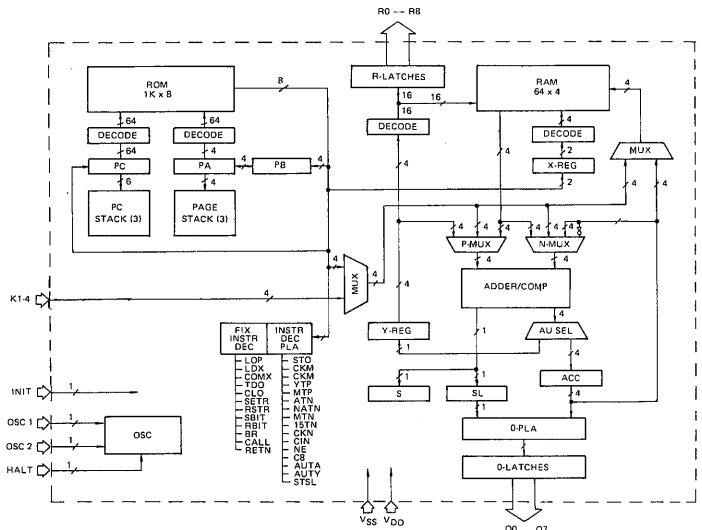 R0 -- R8
ROM
1K x 8
8
R-LATCHES
RAM
64 x 4
4
16
16
16
64
64
DECODE
DECODE
DECODE
4
DECODE
MUX
64
4
2
PC
PA
4
PB
4
X-REG
6
4
4
4
2
4
4
PC
STACK (3)
PAGE
STACK (3)
4
4
4
4
4
4
P-MUX
N-MUX
4
MUX
4
4
4
4
K1-4
4
ADDER/COMP
FIX
INSTR
DEC
INSTR
DEC
PLA
Y-REG
1
4
AU SEL
1
4
LOP
LDX
COMX
TDO
CLO
SETR
RSTR
SBIT
RBIT
BR
CALL
RETN
STO
CKM
CKM
YTP
MTP
ATN
NATN
MTN
15TN
CKN
CIN
NE
C8
AUTA
AUTY
STSL
1
1
ACC
INIT
1
S
SL
1
4
OSC 1
1
OSC
0-PLA
OSC 2
1
HALT
1
0-LATCHES
VSS
VDD
O0
O7